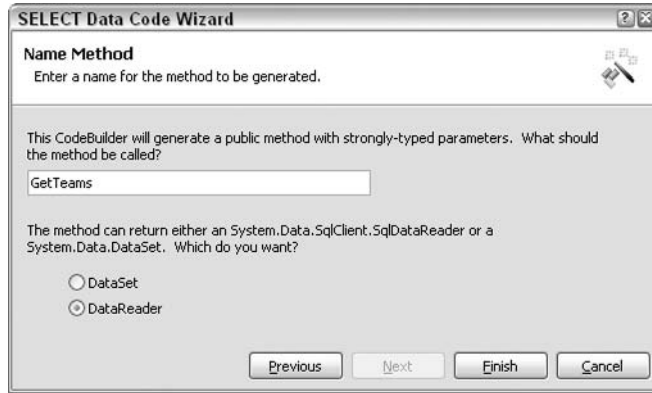 SELECT Data Code Wizard
Name Method
Enter a name for the method to be generated.
This CodeBuilder will generate a public method with strongly-typed parameters. What should
the method be called?
GetTeams
The method can return either an System.Data.SqlClient.SqlDataReader or a
System.Data.DataSet. Which do you want?
DataSet
DataReader
Previous Next Finish Cancel